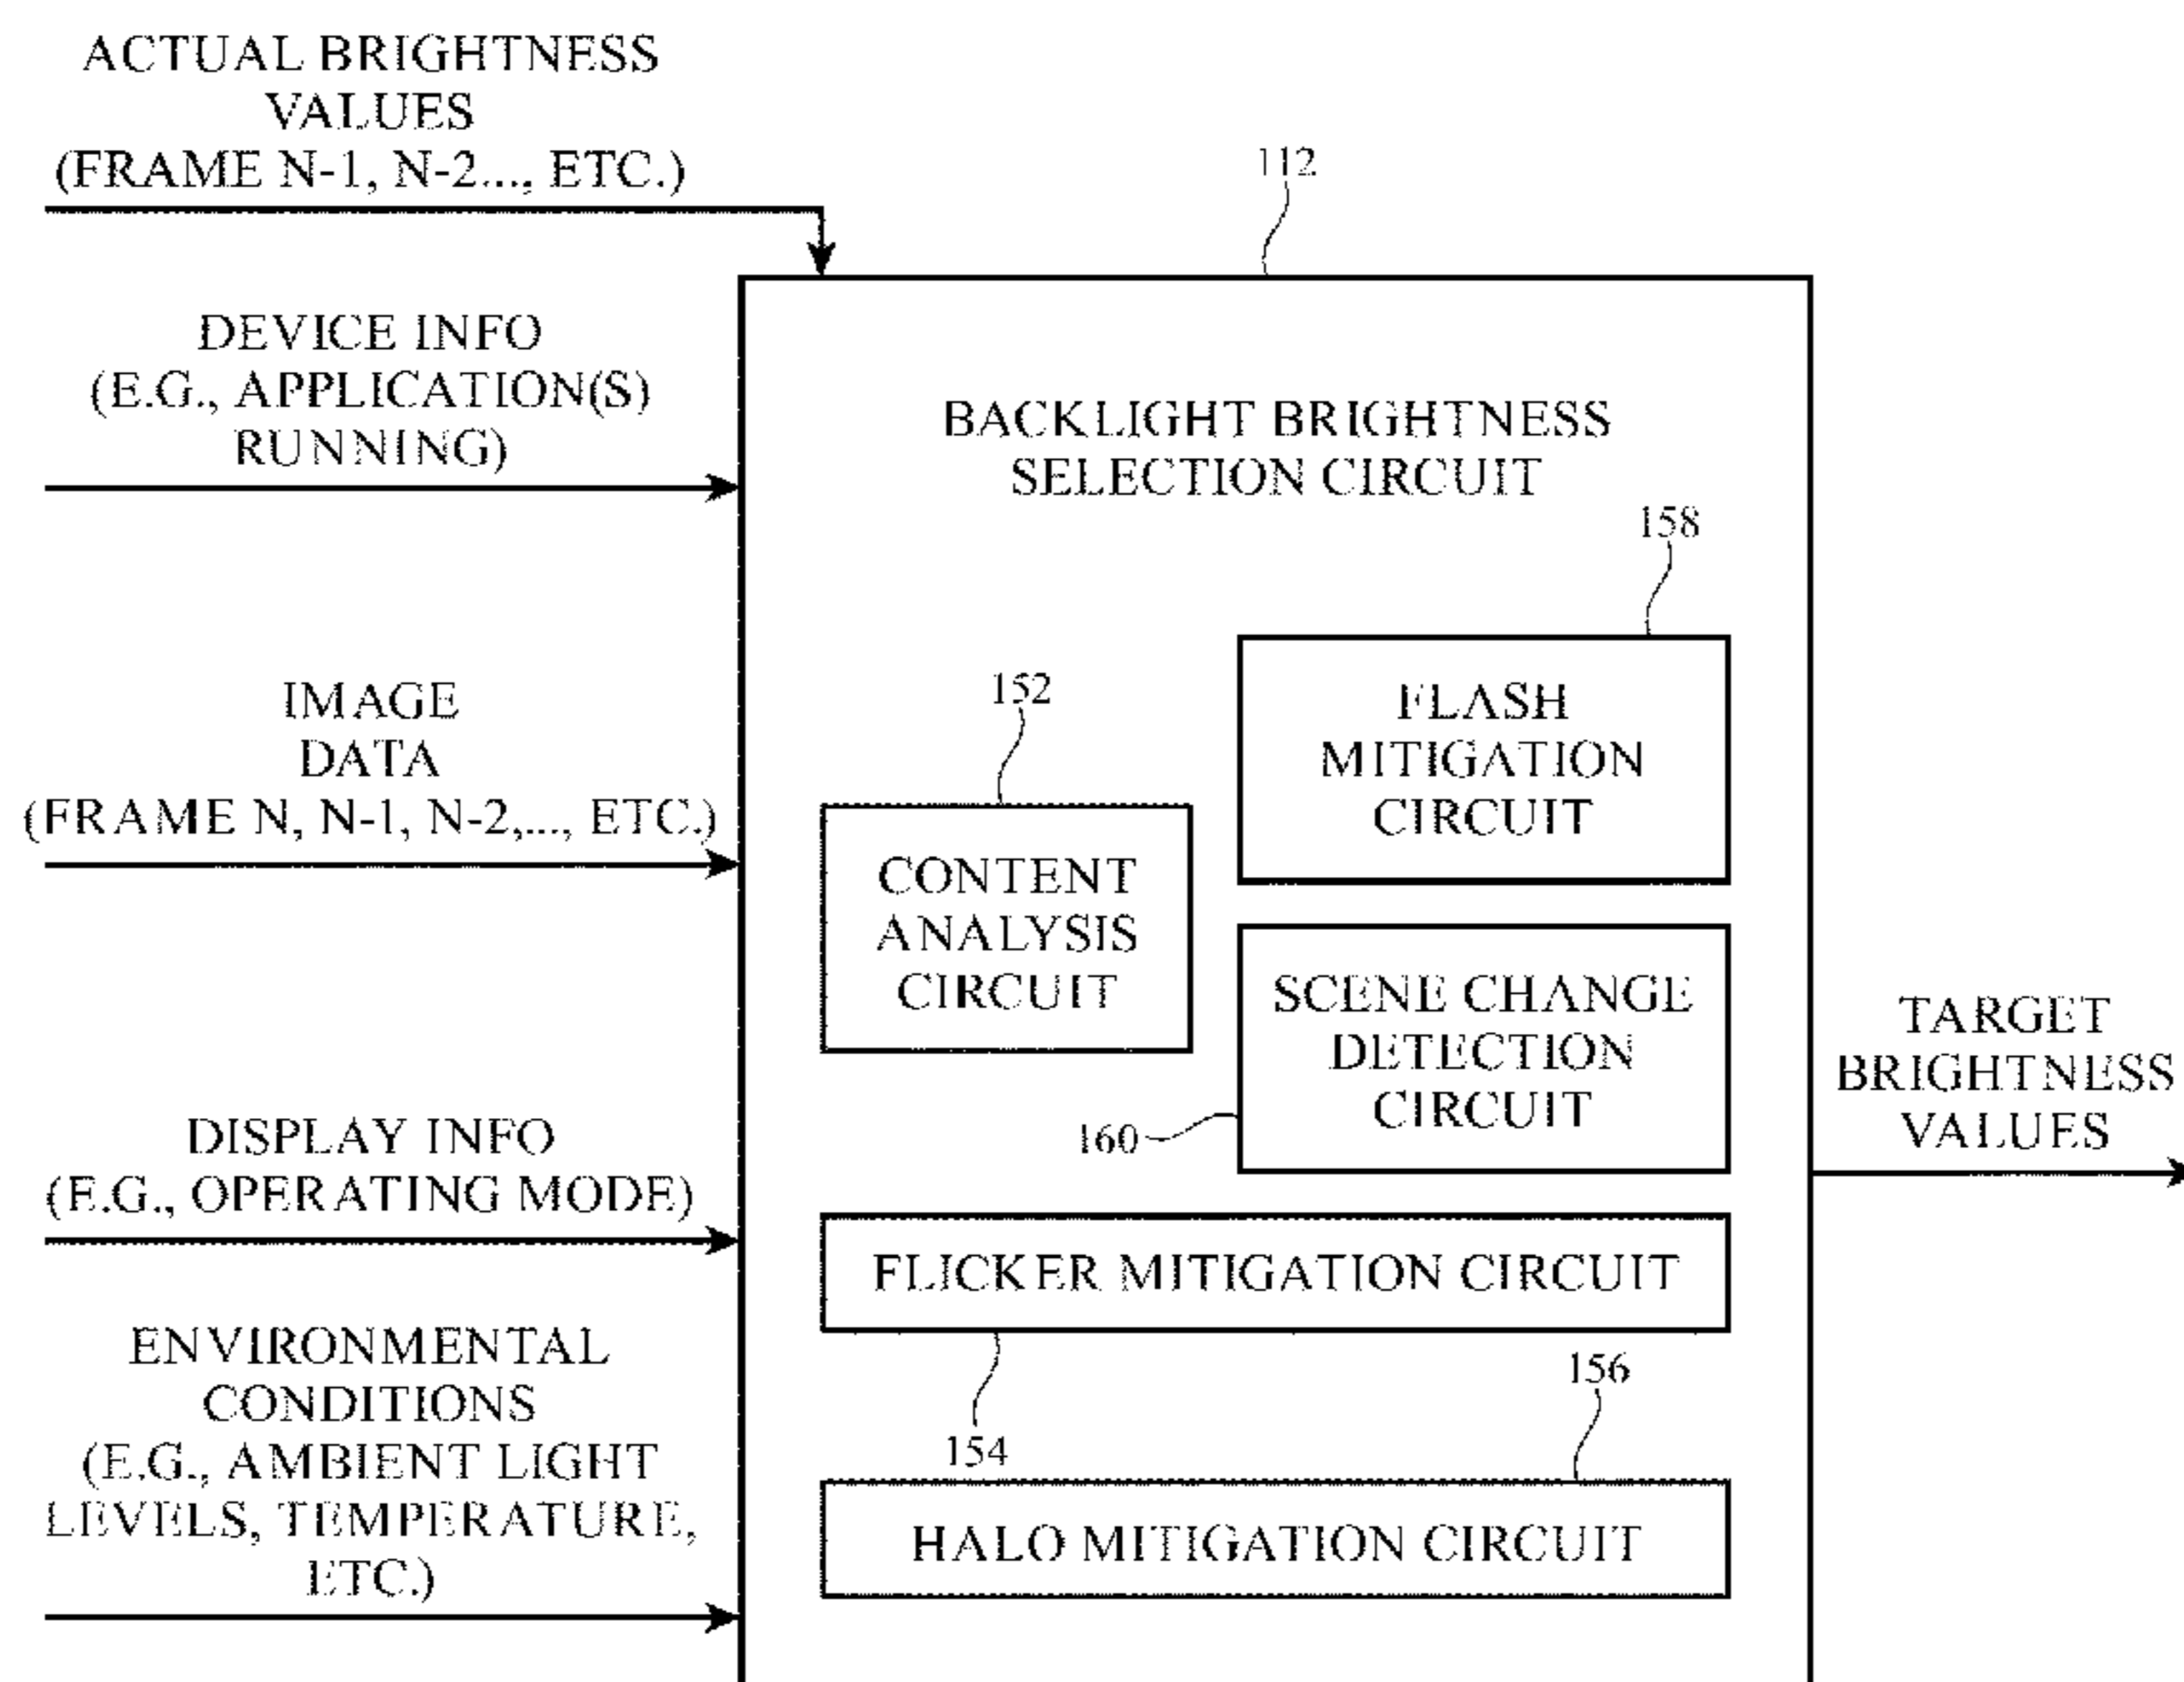 ACTUAL BRIGHTNESS
VALUES
(FRAME N-1, N-2..., ETC.)
DEVICE INFO
(E.G., APPLICATION(S)
RUNNING)
IMAGE
DATA
(FRAME N, N-1, N-2,..., ETC.)
DISPLAY INFO
(E.G., OPERATING MODE)
ENVIRONMENTAL
CONDITIONS
(E.G., AMBIENT LIGHT
LEVELS, TEMPERATURE,
ETC.)
112
BACKLIGHT BRIGHTNESS
SELECTION CIRCUIT
158
FLASH
MITIGATION
CIRCUIT
152
CONTENT
ANALYSIS
CIRCUIT
SCENE CHANGE
DETECTION
CIRCUIT
160
FLICKER MITIGATION CIRCUIT
154
156
HALO MITIGATION CIRCUIT
TARGET
BRIGHTNESS
VALUES